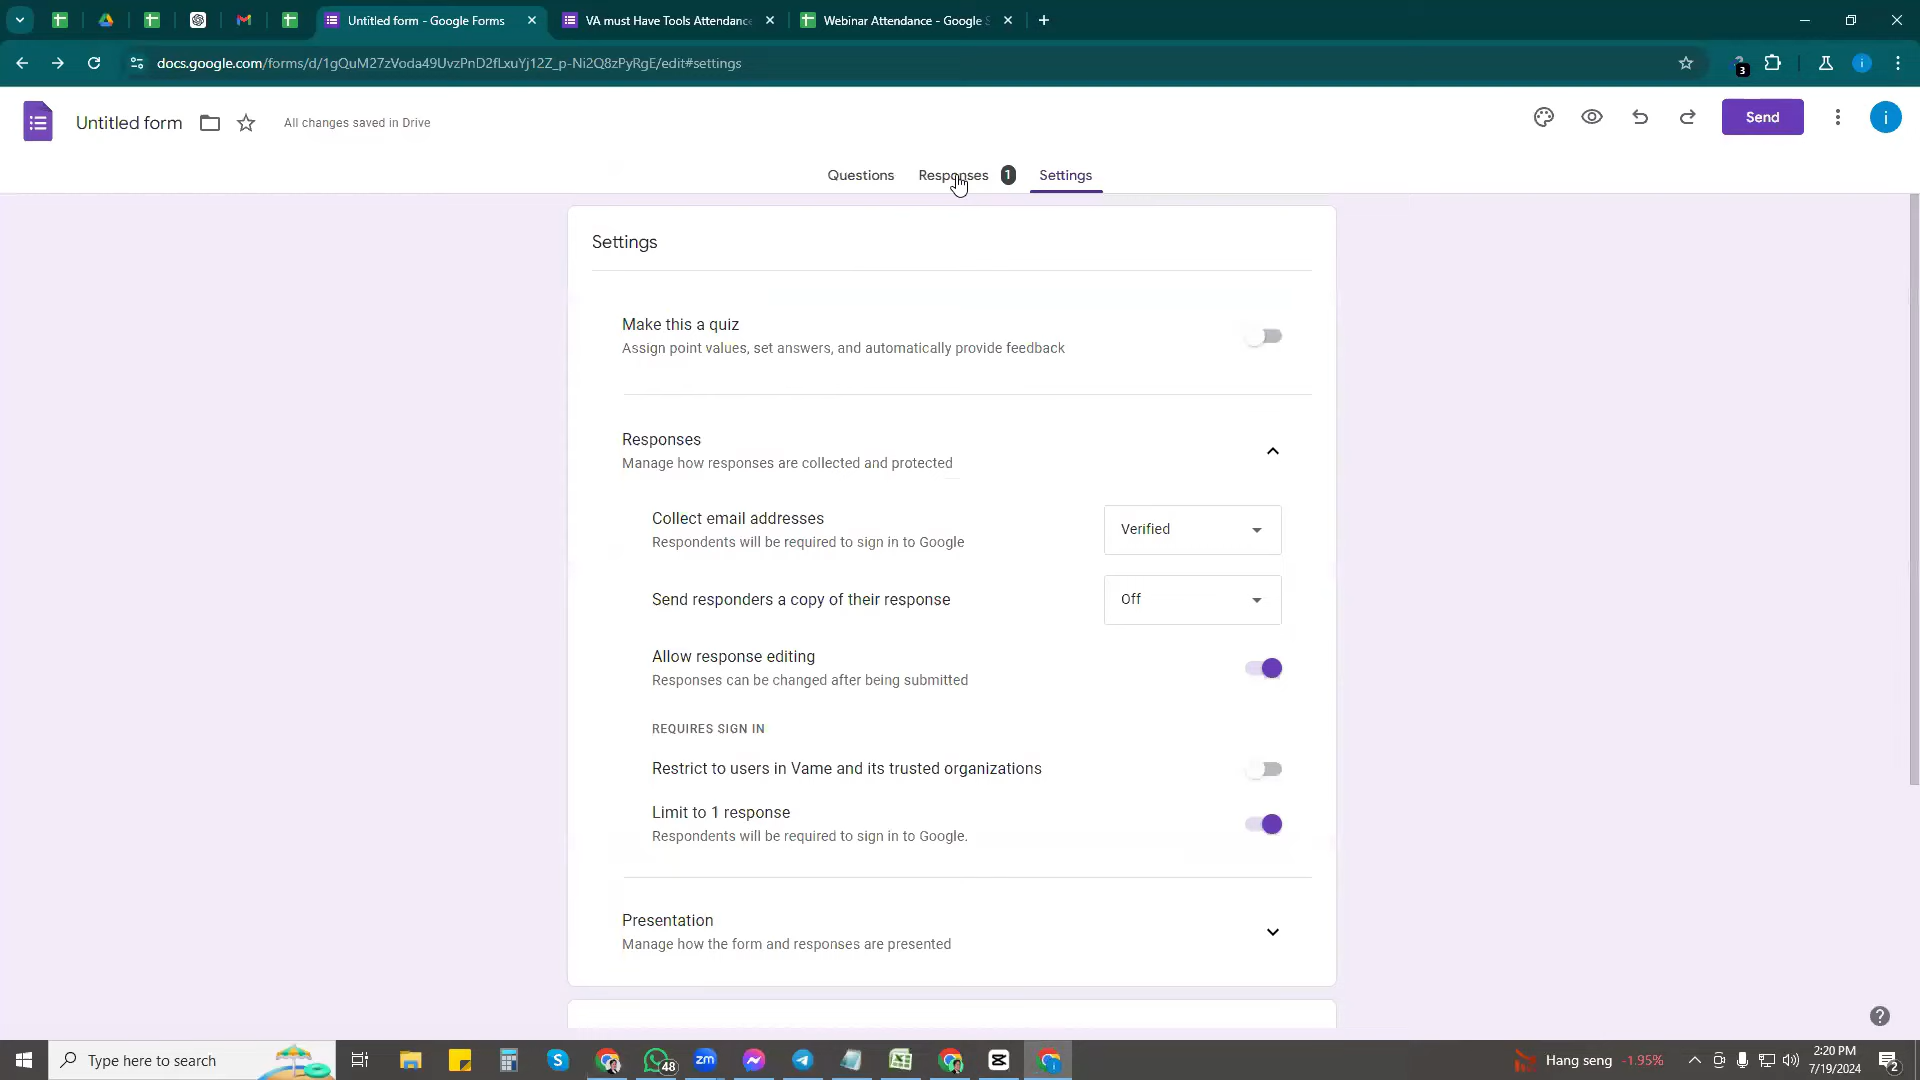 Untitled form - Google Forms
VA must Have Tools Attendance
Webinar Attendance - Google S
docs.google.com/forms/d/1gQuM27zVoda49UvzPnD2fLxuYj12Z_p-Ni2Q8zPyRgE/edit#settings
3
i
Untitled form
All changes saved in Drive
Send
i
Questions
Responses
1
Settings
Settings
Make this a quiz
Assign point values, set answers, and automatically provide feedback
Responses
Manage how responses are collected and protected
Collect email addresses
Respondents will be required to sign in to Google
Verified
Send responders a copy of their response
Off
Allow response editing
Responses can be changed after being submitted
REQUIRES SIGN IN
Restrict to users in Vame and its trusted organizations
Limit to 1 response
Respondents will be required to sign in to Google.
Presentation
Manage how the form and responses are presented
Type here to search
48
zm
Hang seng -1.95%
2:20 PM
7/19/2024
2